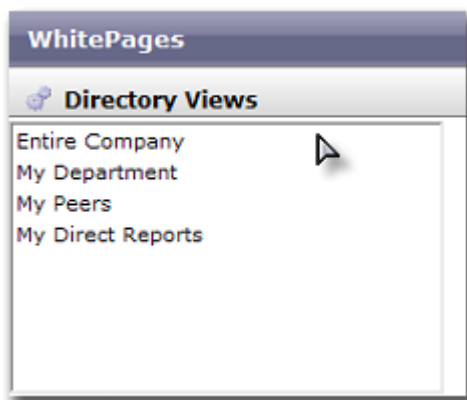 WhitePages
Directory Views
Entire Company
My Department
My Peers
My Direct Reports